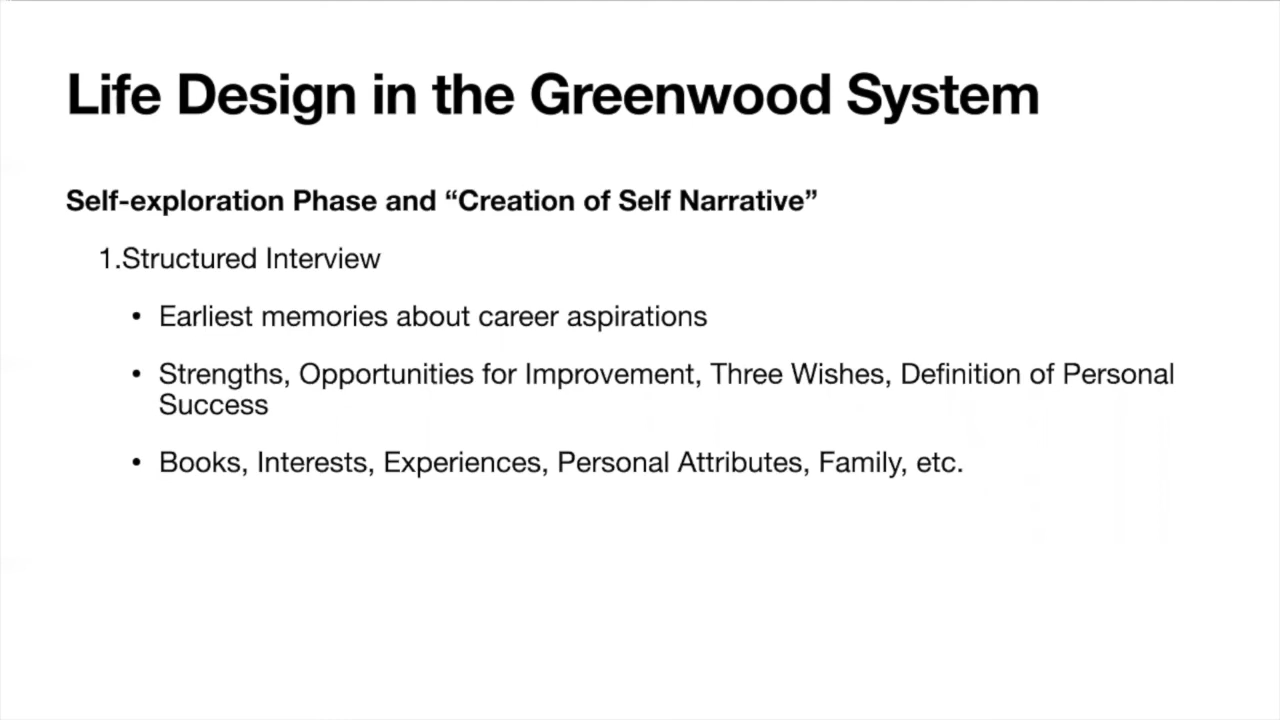 Life Design in the Greenwood System
Self-exploration Phase and “Creation of Self Narrative”
1.Structured Interview
• Earliest memories about career aspirations
• Strengths, Opportunities for Improvement, Three Wishes, Definition of Personal
Success
• Books, Interests, Experiences, Personal Attributes, Family, etc.